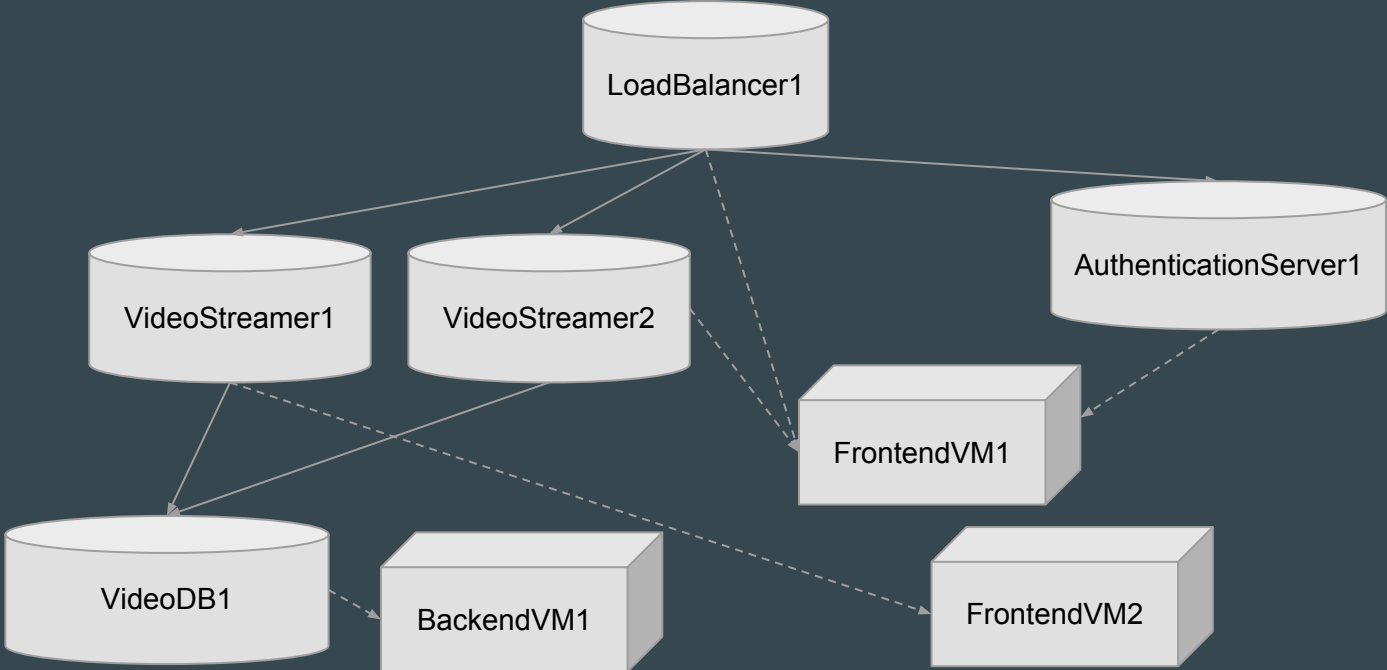 LoadBalancer1
AuthenticationServer1
VideoStreamer1
VideoStreamer2
FrontendVM1
VideoDB1
BackendVM1
FrontendVM2